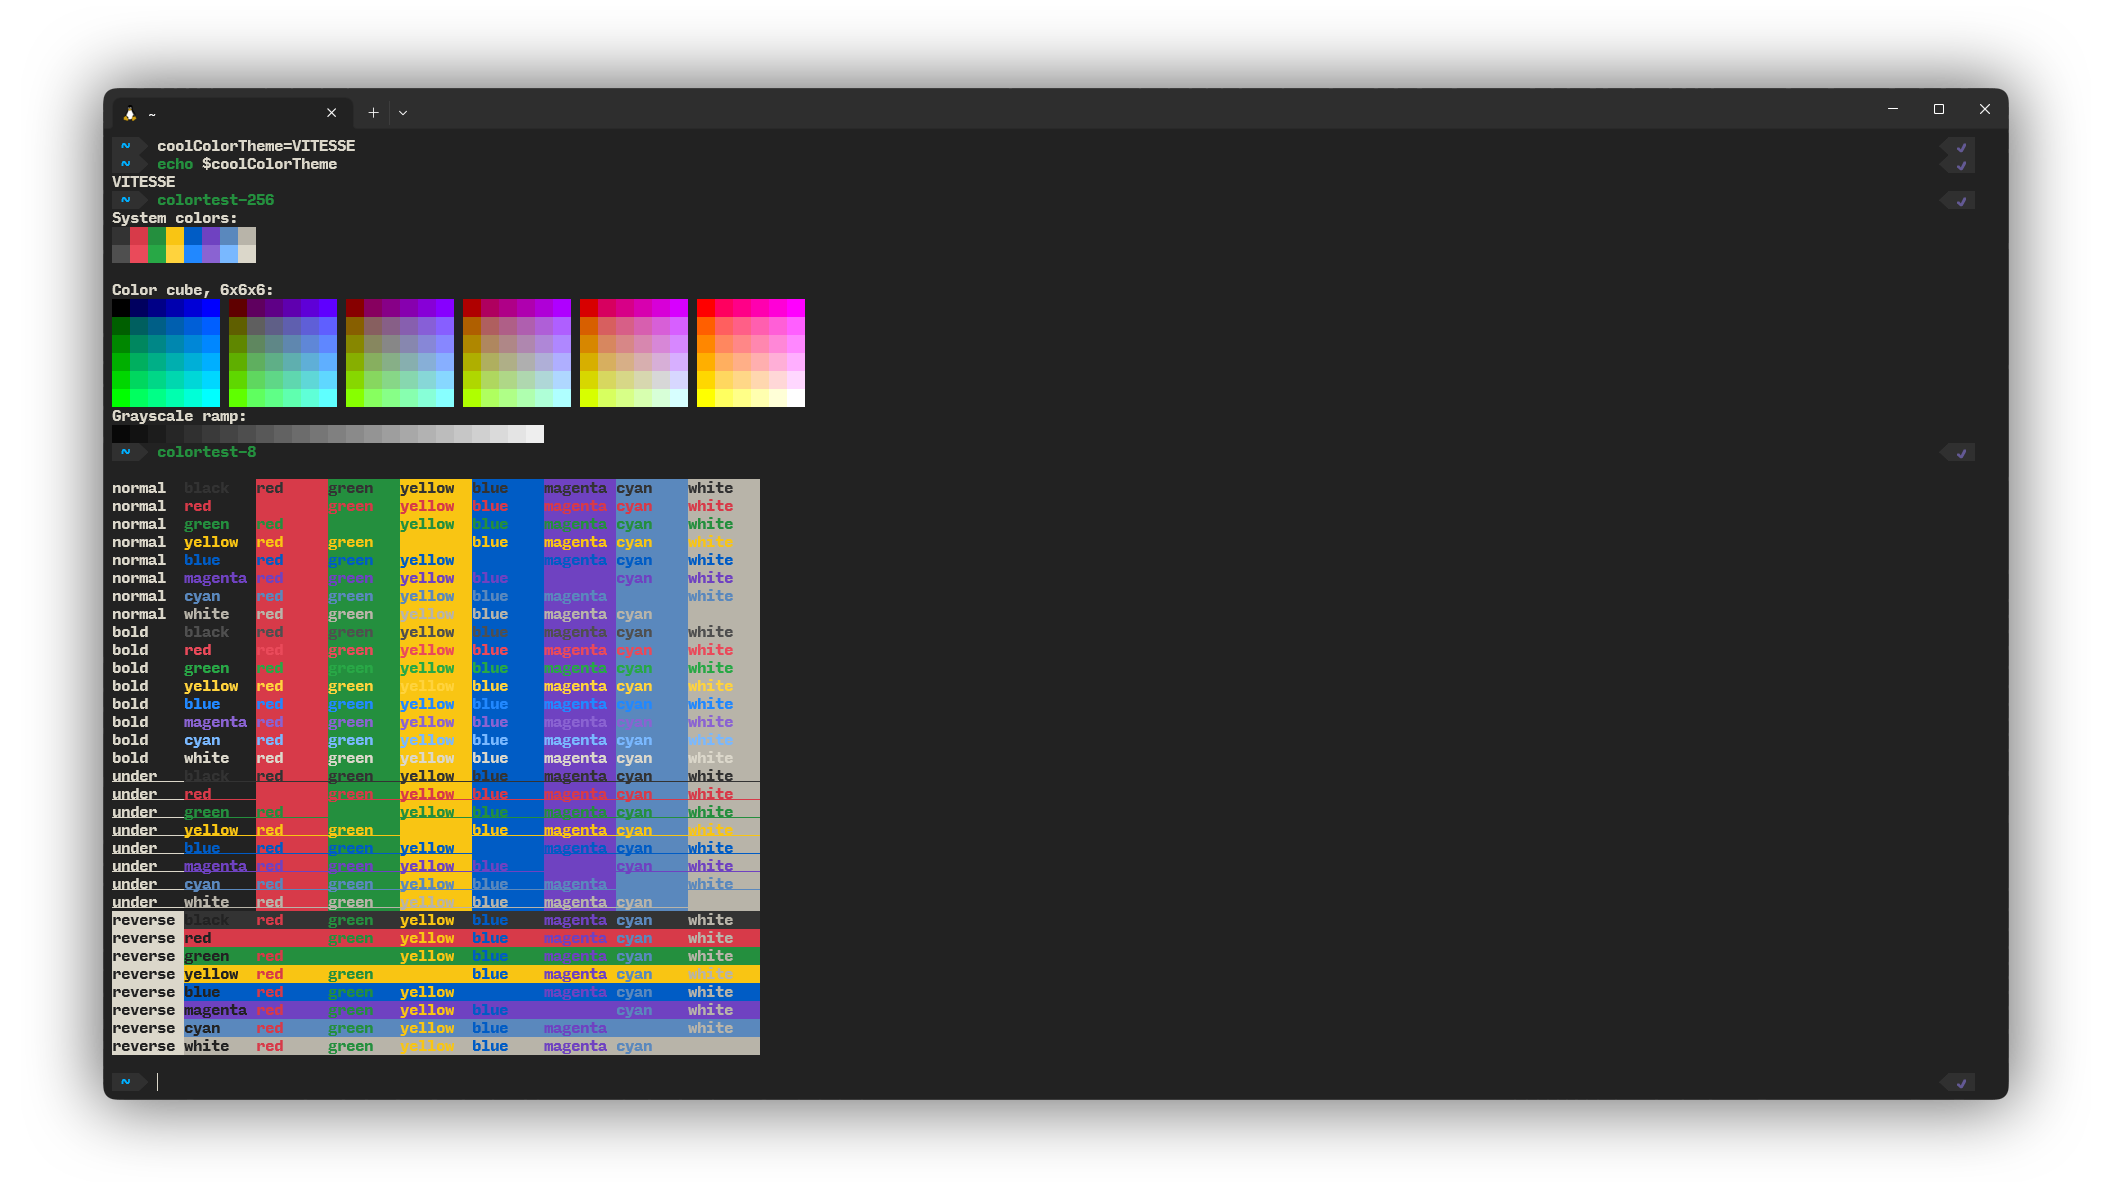 ~
~ coolColorTheme=VITESSE
~ echo $coolColorTheme
VITESSE
~ colortest-256
System colors:
Color cube, 6x6x6:
Grayscale ramp:
~ colortest-8
normal black red green yellow blue magenta cyan white
normal red green yellow blue magenta cyan white
normal green red yellow blue magenta cyan white
normal yellow red green blue magenta cyan white
normal blue red green yellow magenta cyan white
normal magenta red green yellow blue cyan white
normal cyan red green yellow blue magenta white
normal white red green yellow blue magenta cyan
bold black red green yellow blue magenta cyan white
bold red red green yellow blue magenta cyan white
bold green red green yellow blue magenta cyan white
bold yellow red green yellow blue magenta cyan white
bold blue red green yellow blue magenta cyan white
bold magenta red green yellow blue magenta cyan white
bold cyan red green yellow blue magenta cyan white
bold white red green yellow blue magenta cyan white
under black red green yellow blue magenta cyan white
under red green yellow blue magenta cyan white
under green red yellow blue magenta cyan white
under yellow red green blue magenta cyan white
under blue red green yellow magenta cyan white
under magenta red green yellow blue cyan white
under cyan red green yellow blue magenta white
under white red green yellow blue magenta cyan
reverse black red green yellow blue magenta cyan white
reverse red green yellow blue magenta cyan white
reverse green red yellow blue magenta cyan white
reverse yellow red green blue magenta cyan white
reverse blue red green yellow magenta cyan white
reverse magenta red green yellow blue cyan white
reverse cyan red green yellow blue magenta white
reverse white red green yellow blue magenta cyan
~